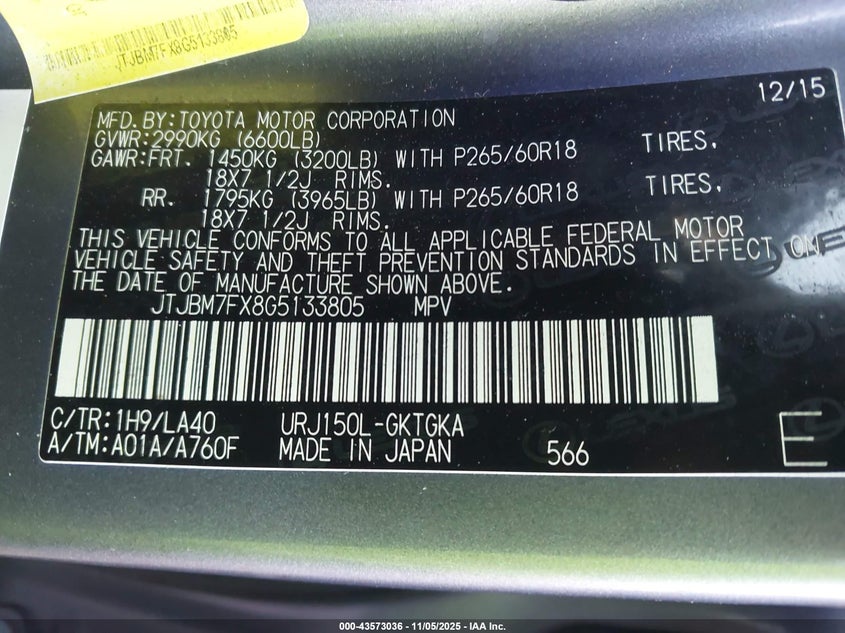 JTJBM7FX8G5133805
12/15
MFD.BY:TOYOTA MOTOR CORPORATION
GVWR:2990KG (6600LB)
GAWR:FRT. 1450KG (3200LB) WITH P265/60R18 TIRES,
18X7 1/2J RIMS.
RR. 1795KG (3965LB) WITH P265/60R18 TIRES,
18X7 1/2J RIMS.
THIS VEHICLE CONFORMS TO ALL APPLICABLE FEDERAL MOTOR
VEHICLE SAFETY AND THEFT PREVENTION STANDARDS IN EFFECT ON
THE DATE OF MANUFACTURE SHOWN ABOVE.
JTJBM7FX8G5133805 MPV
C/TR:1H9/LA40 URJ150L-GKTGKA
A/TM:A01A/A760F MADE IN JAPAN 566 E
000-43573036 - 11/05/2025 - IAA Inc.